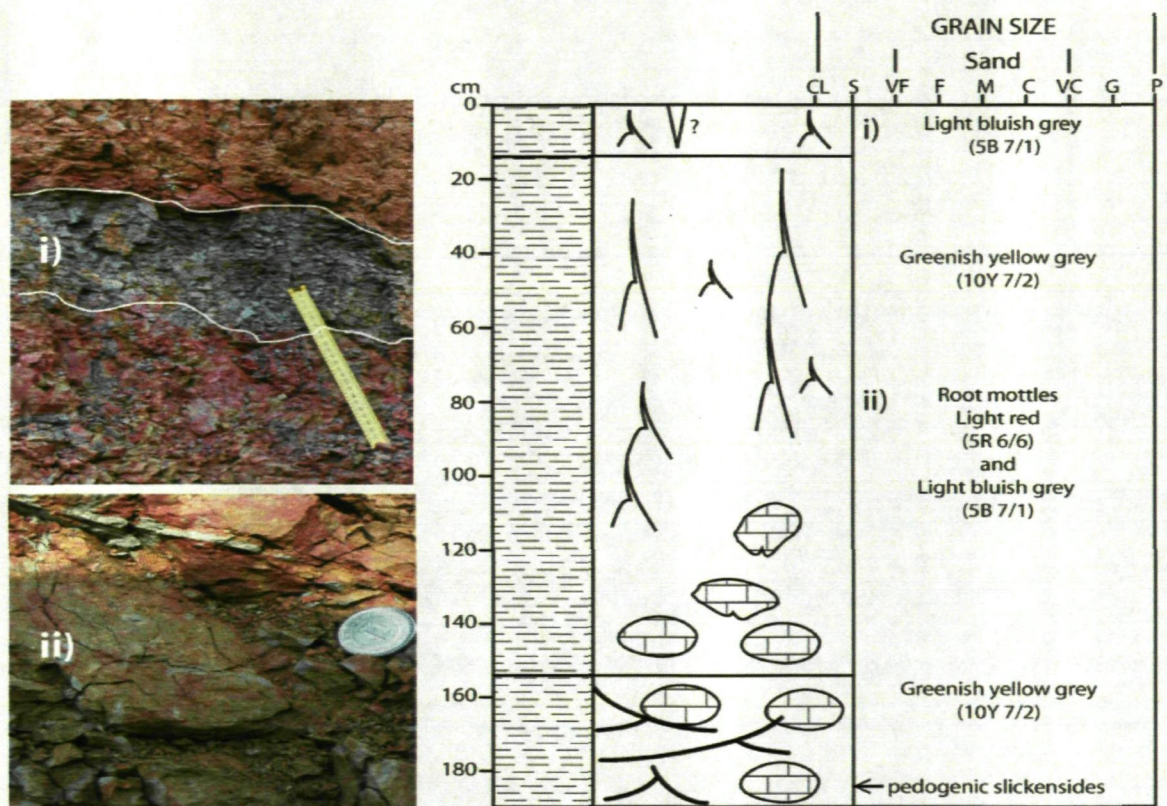 GRAIN SIZE
Sand
cm CL S VF F M C VC G P
0
20
40
60
80
100
120
140
160
180
?
i) Light bluish grey
(5B 7/1)
Greenish yellow grey
(10Y 7/2)
ii) Root mottles
Light red
(5R 6/6)
and
Light bluish grey
(5B 7/1)
Greenish yellow grey
(10Y 7/2)
pedogenic slickensides
i)
ii)